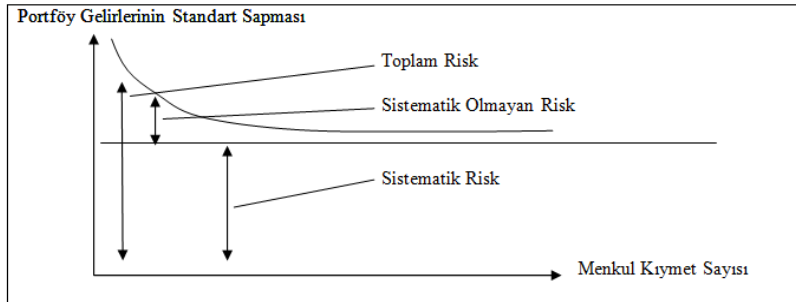 Portföy Gelirlerinin Standart Sapması
Toplam Risk
Sistematik Olmayan Risk
Sistematik Risk
Menkul Kıymet Sayısı